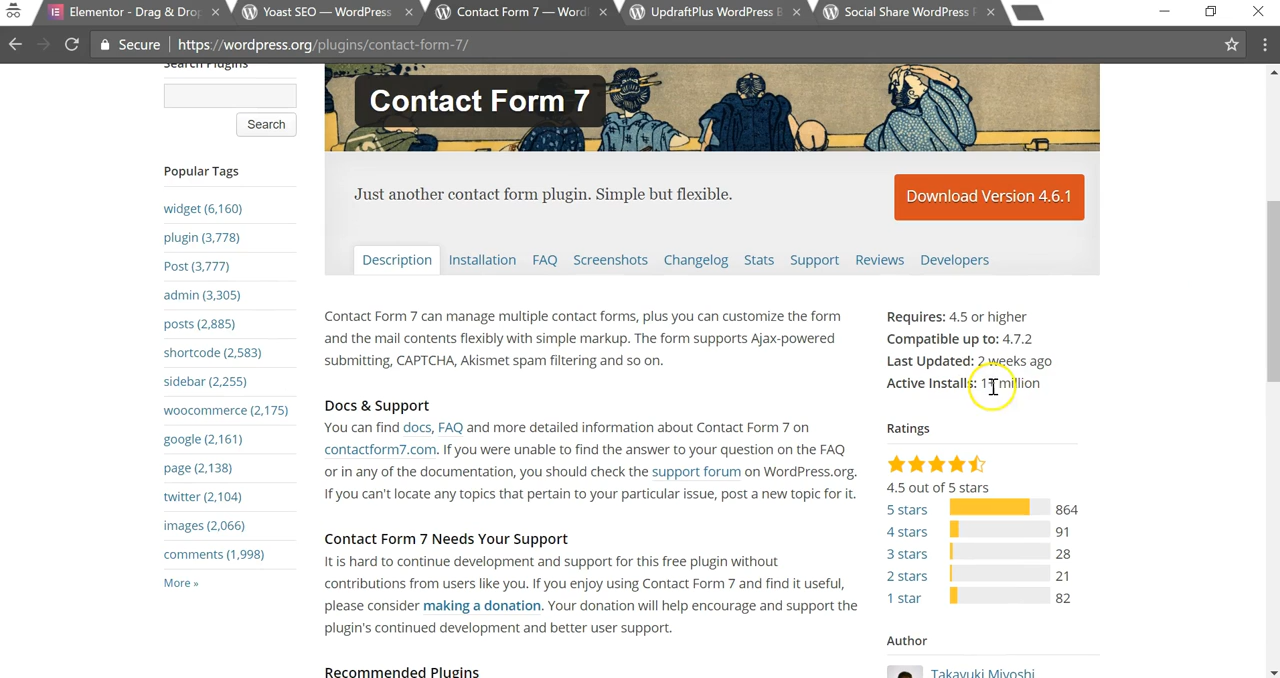 Elementor - Drag & Drop
Yoast SEO — WordPress
Contact Form 7 — Word
UpdraftPlus WordPress B
Social Share WordPress
Secure
https://wordpress.org/plugins/contact-form-7/
Search Plugins
Search
Popular Tags
widget (6,160)
plugin (3,778)
Post (3,777)
admin (3,305)
posts (2,885)
shortcode (2,583)
sidebar (2,255)
woocommerce (2,175)
google (2,161)
page (2,138)
twitter (2,104)
images (2,066)
comments (1,998)
More »
Contact Form 7
Just another contact form plugin. Simple but flexible.
Download Version 4.6.1
Description Installation FAQ Screenshots Changelog Stats Support Reviews Developers
Contact Form 7 can manage multiple contact forms, plus you can customize the form
and the mail contents flexibly with simple markup. The form supports Ajax-powered
submitting, CAPTCHA, Akismet spam filtering and so on.
Docs & Support
You can find docs, FAQ and more detailed information about Contact Form 7 on
contactform7.com. If you were unable to find the answer to your question on the FAQ
or in any of the documentation, you should check the support forum on WordPress.org.
If you can't locate any topics that pertain to your particular issue, post a new topic for it.
Contact Form 7 Needs Your Support
It is hard to continue development and support for this free plugin without
contributions from users like you. If you enjoy using Contact Form 7 and find it useful,
please consider making a donation. Your donation will help encourage and support the
plugin's continued development and better user support.
Recommended Plugins
Requires: 4.5 or higher
Compatible up to: 4.7.2
Last Updated: 2 weeks ago
Active Installs: million
Ratings
4.5 out of 5 stars
5 stars 864
4 stars 91
3 stars 28
2 stars 21
1 star 82
Author
Takayuki Miyoshi